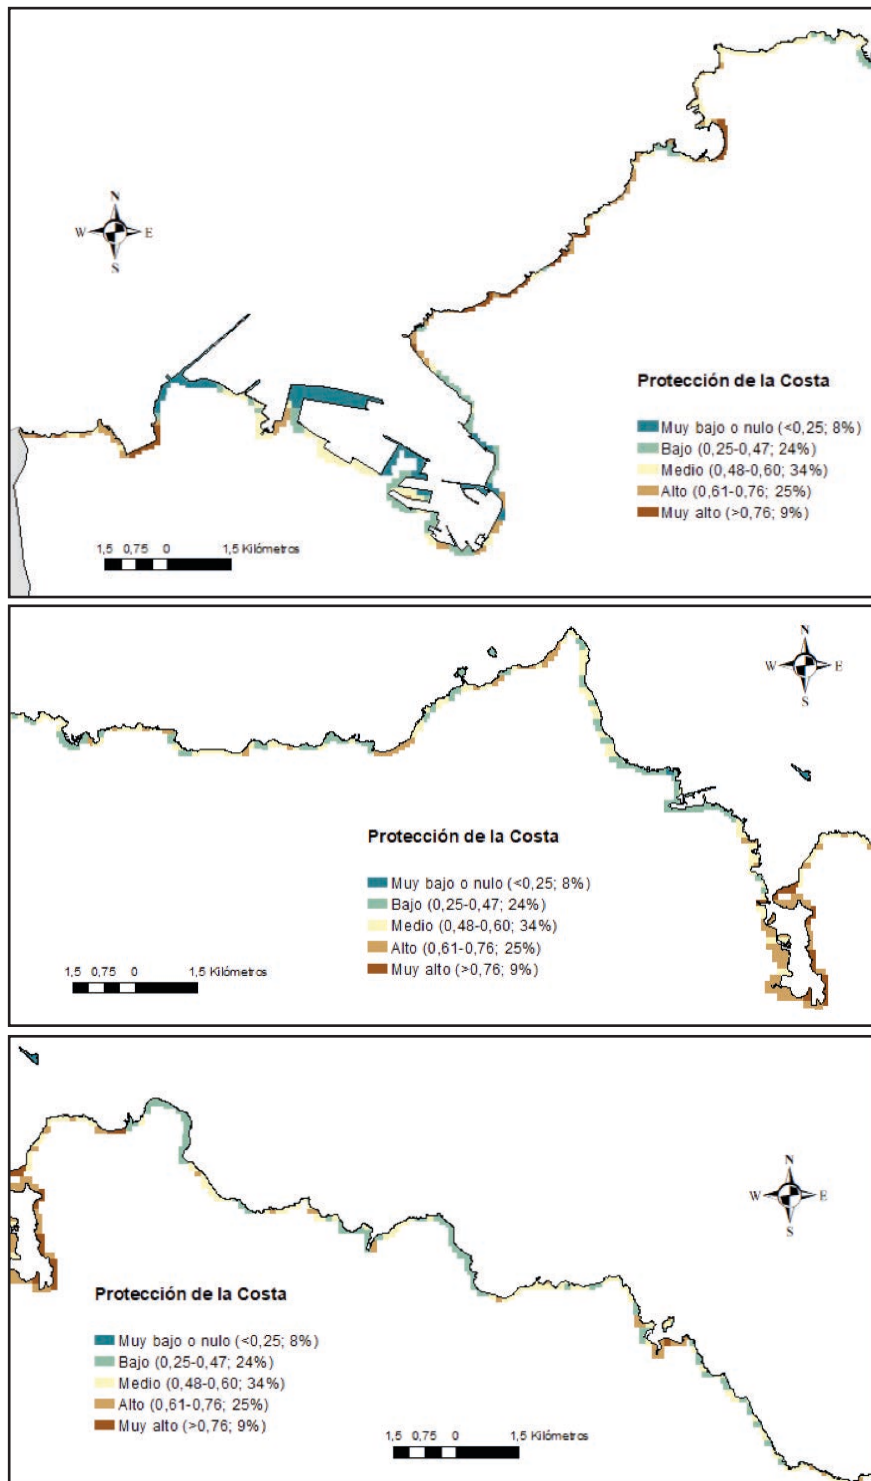 N
W E
S
Protección de la Costa
Muy bajo o nulo (<0,25; 8%)
Bajo (0,25-0,47; 24%)
Medio (0,48-0,60; 34%)
Alto (0,61-0,76; 25%)
Muy alto (>0,76; 9%)
1,5 0,75 0 1,5 Kilómetros
N
W E
S
Protección de la Costa
Muy bajo o nulo (<0,25; 8%)
Bajo (0,25-0,47; 24%)
Medio (0,48-0,60; 34%)
Alto (0,61-0,76; 25%)
Muy alto (>0,76; 9%)
1,5 0,75 0 1,5 Kilómetros
N
W E
S
Protección de la Costa
Muy bajo o nulo (<0,25; 8%)
Bajo (0,25-0,47; 24%)
Medio (0,48-0,60; 34%)
Alto (0,61-0,76; 25%)
Muy alto (>0,76; 9%)
1,5 0,75 0 1,5 Kilómetros